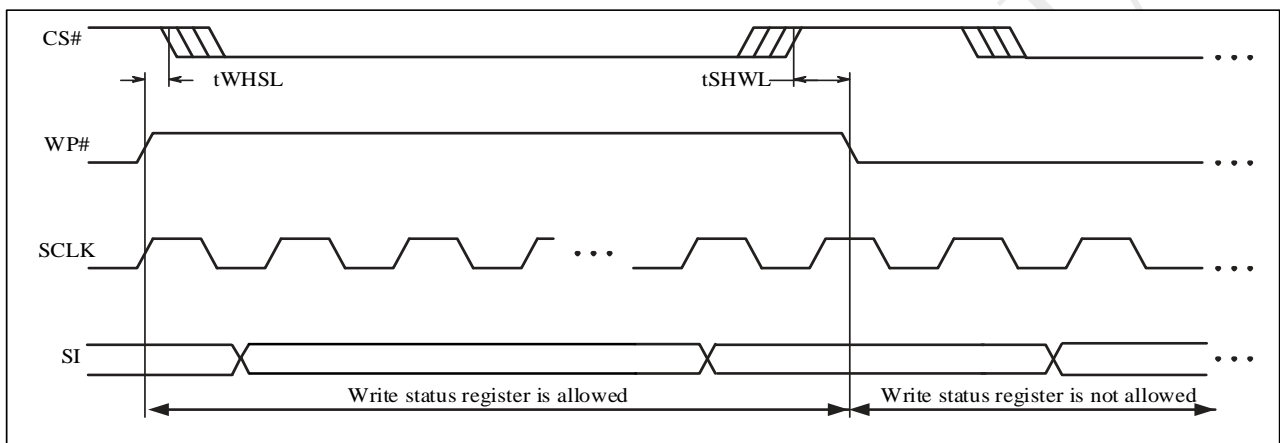 CS#
tWHSL
tSHWL
WP#
SCLK
SI
Write status register is allowed
Write status register is not allowed